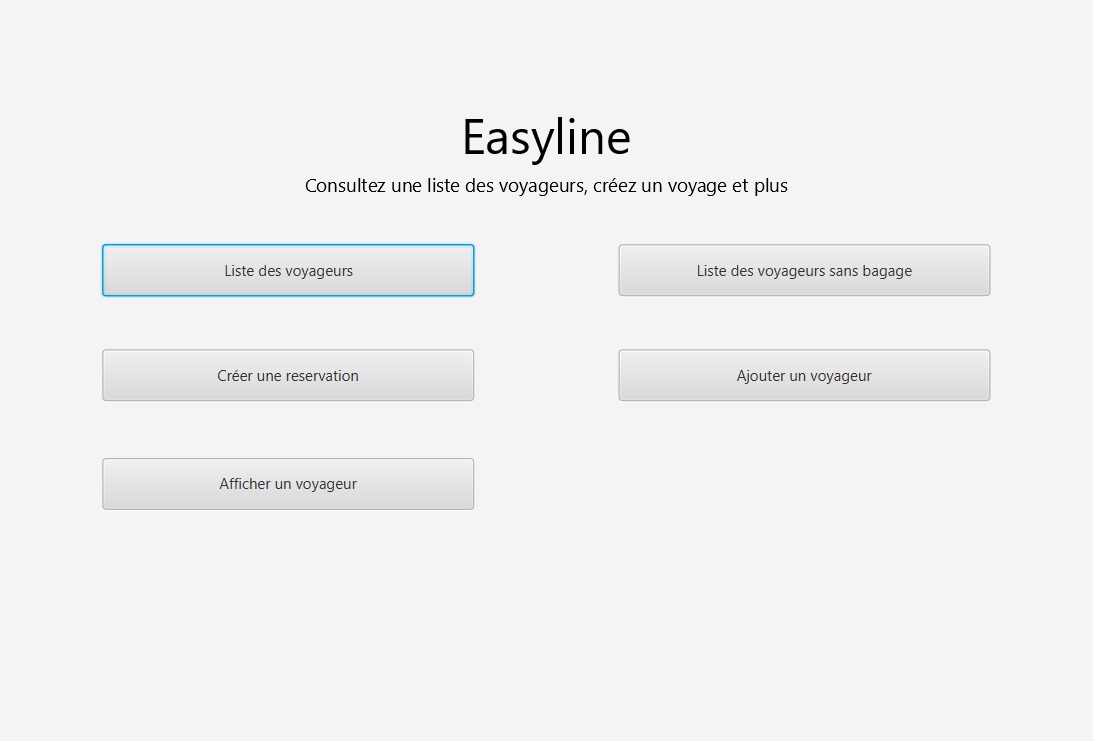 Easyline
Consultez une liste des voyageurs, créez un voyage et plus
Liste des voyageurs
Liste des voyageurs sans bagage
Créer une reservation
Ajouter un voyageur
Afficher un voyageur